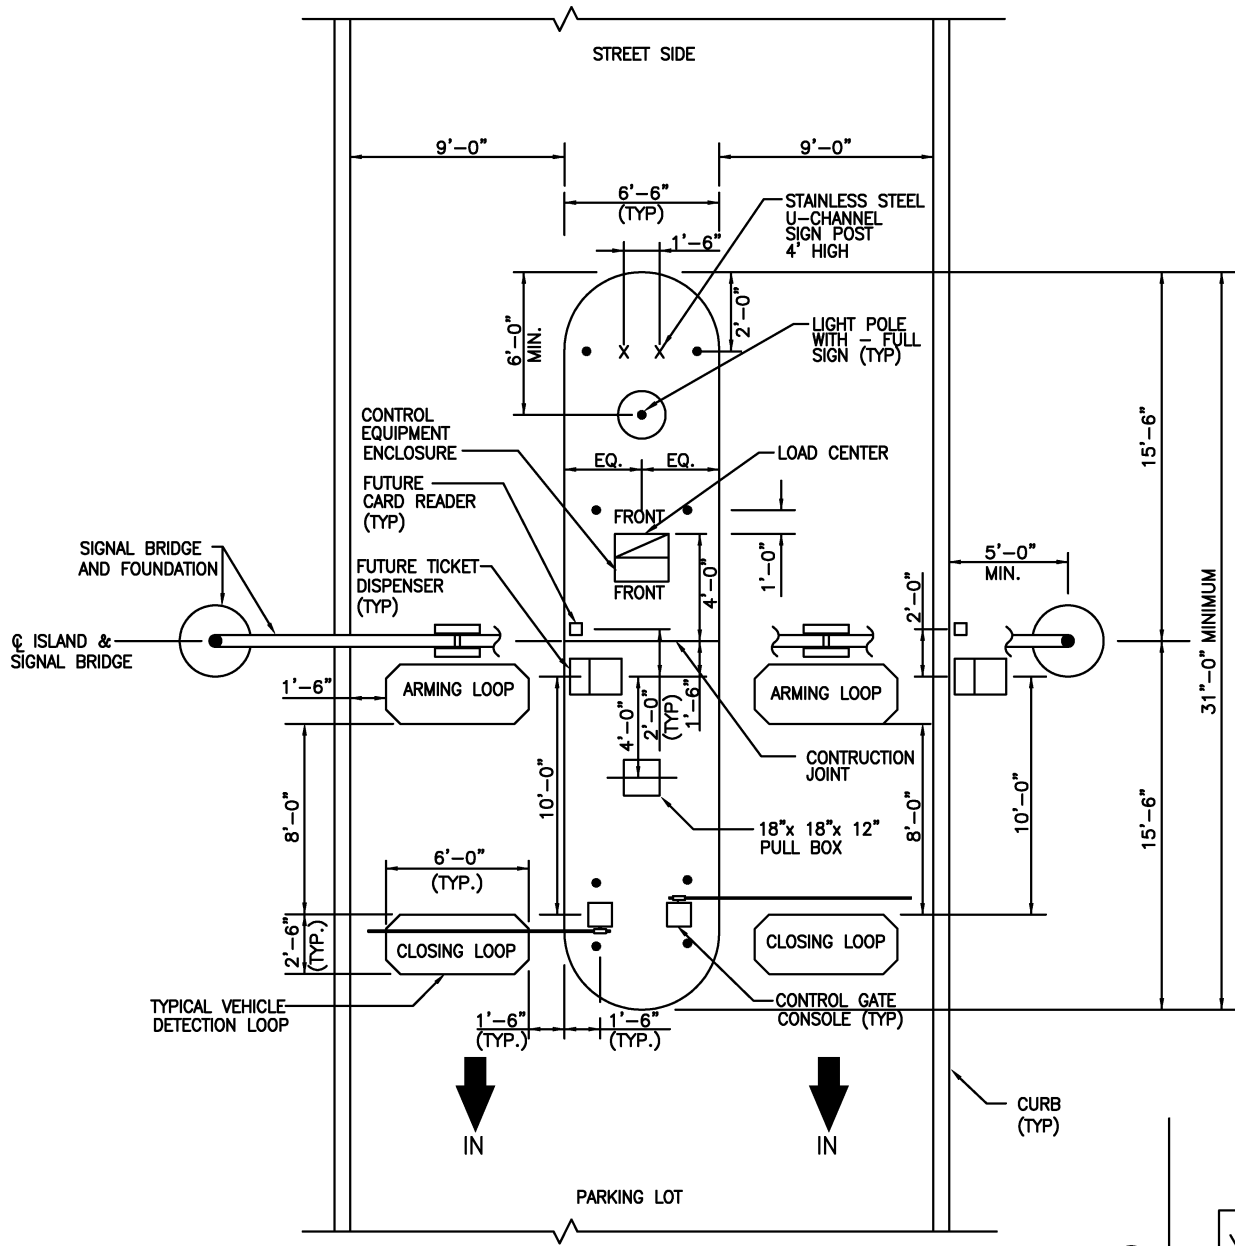 STREET SIDE
9'-0"
9'-0"
6'-6"
(TYP)
STAINLESS STEEL
U-CHANNEL
SIGN POST
4' HIGH
1'-6"
6'-0"
MIN.
2'-0"
LIGHT POLE
WITH - FULL
SIGN (TYP)
15'-6"
CONTROL
EQUIPMENT
ENCLOSURE
EQ.
EQ.
LOAD CENTER
FUTURE
CARD READER
(TYP)
FRONT
FRONT
4'-0"
1'-0"
SIGNAL BRIDGE
AND FOUNDATION
FUTURE TICKET
DISPENSER
(TYP)
5'-0"
MIN.
2'-0"
31"-0" MINIMUM
℄ ISLAND &
SIGNAL BRIDGE
1'-6"
ARMING LOOP
ARMING LOOP
4'-0"
2'-0"
(TYP)
1'-6"
CONTRUCTION
JOINT
8'-0"
10'-0"
8'-0"
10'-0"
15'-6"
18"x 18"x 12"
PULL BOX
6'-0"
(TYP.)
2'-6"
(TYP.)
CLOSING LOOP
CLOSING LOOP
TYPICAL VEHICLE
DETECTION LOOP
CONTROL GATE
CONSOLE (TYP)
1'-6"
(TYP.)
1'-6"
(TYP.)
IN
IN
CURB
(TYP)
PARKING LOT